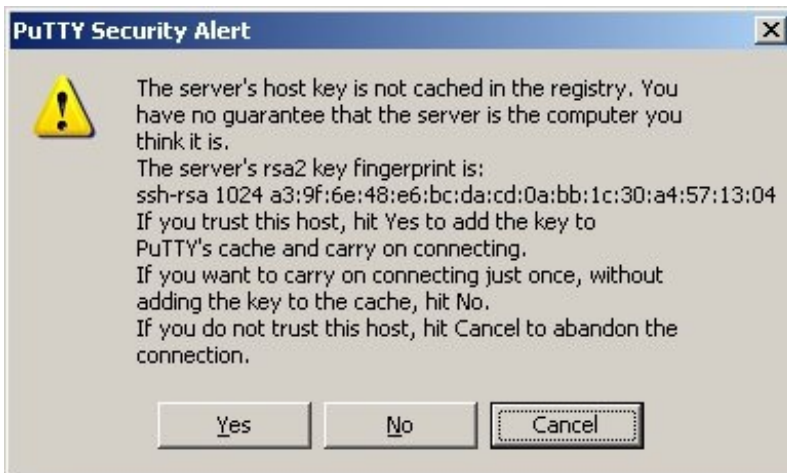 PuTTY Security Alert
The server's host key is not cached in the registry. You
have no guarantee that the server is the computer you
think it is.
The server's rsa2 key fingerprint is:
ssh-rsa 1024 a3:9f:6e:48:e6:bc:da:cd:0a:bb:1c:30:a4:57:13:04
If you trust this host, hit Yes to add the key to
PuTTY's cache and carry on connecting.
If you want to carry on connecting just once, without
adding the key to the cache, hit No.
If you do not trust this host, hit Cancel to abandon the
connection.
Yes No Cancel